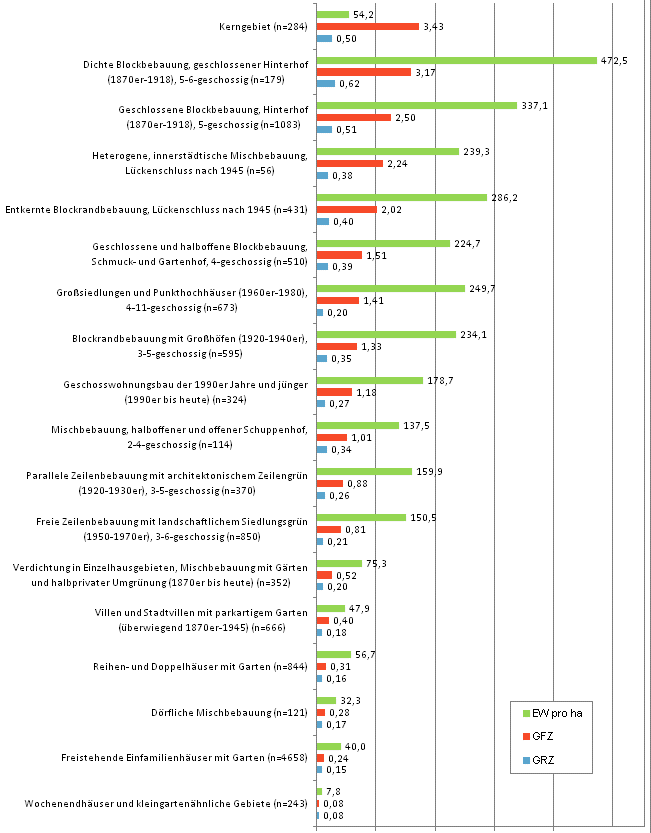 54,2
Kerngebiet (n=284)
3,43
0,50
Dichte Blockbebauung, geschlossener Hinterhof
(1870er-1918), 5-6-geschossig (n=179)
472,5
3,17
0,62
Geschlossene Blockbebauung, Hinterhof
(1870er-1918), 5-geschossig (n=1083)
337,1
2,50
0,51
Heterogene, innerstädtische Mischbebauung,
Lückenschluss nach 1945 (n=56)
239,3
2,24
0,38
Entkernte Blockrandbebauung, Lückenschluss nach 1945 (n=431)
286,2
2,02
0,40
Geschlossene und halboffene Blockbebauung,
Schmuck- und Gartenhof, 4-geschossig (n=510)
224,7
1,51
0,39
Großsiedlungen und Punkthochhäuser (1960er-1980),
4-11-geschossig (n=673)
249,7
1,41
0,20
Blockrandbebauung mit Großhöfen (1920-1940er),
3-5-geschossig (n=595)
234,1
1,33
0,35
Geschosswohnungsbau der 1990er Jahre und jünger
(1990er bis heute) (n=324)
178,7
1,18
0,27
Mischbebauung, halboffener und offener Schuppenhof,
2-4-geschossig (n=114)
137,5
1,01
0,34
Parallele Zeilenbebauung mit architektonischem Zeilengrün
(1920-1930er), 3-5-geschossig (n=370)
159,9
0,88
0,26
Freie Zeilenbebauung mit landschaftlichem Siedlungsgrün
(1950-1970er), 3-6-geschossig (n=850)
150,5
0,81
0,21
Verdichtung in Einzelhausgebieten, Mischbebauung mit Gärten
und halbprivater Umgrünung (1870er bis heute) (n=352)
75,3
0,52
0,20
Villen und Stadtvillen mit parkartigem Garten
(überwiegend 1870er-1945) (n=666)
47,9
0,40
0,18
Reihen- und Doppelhäuser mit Garten (n=844)
56,7
0,31
0,16
Dörfliche Mischbebauung (n=121)
32,3
0,28
0,17
Freistehende Einfamilienhäuser mit Garten (n=4658)
40,0
0,24
0,15
Wochenendhäuser und kleingartenähnliche Gebiete (n=243)
7,8
0,08
0,08
EW pro ha
GFZ
GRZ